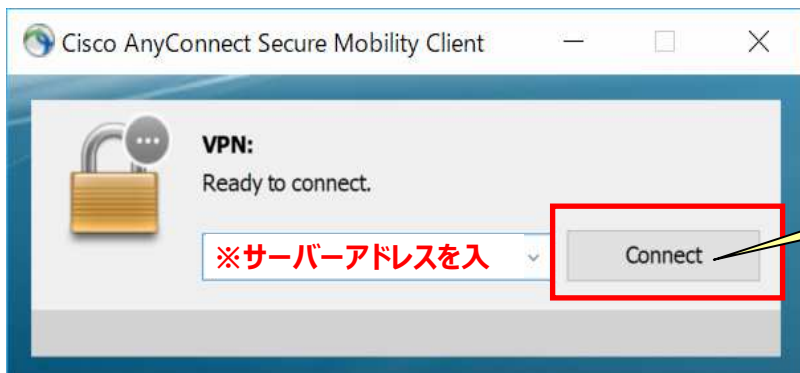 Cisco AnyConnect Secure Mobility Client
VPN:
Ready to connect.
※サーバーアドレスを入
Connect